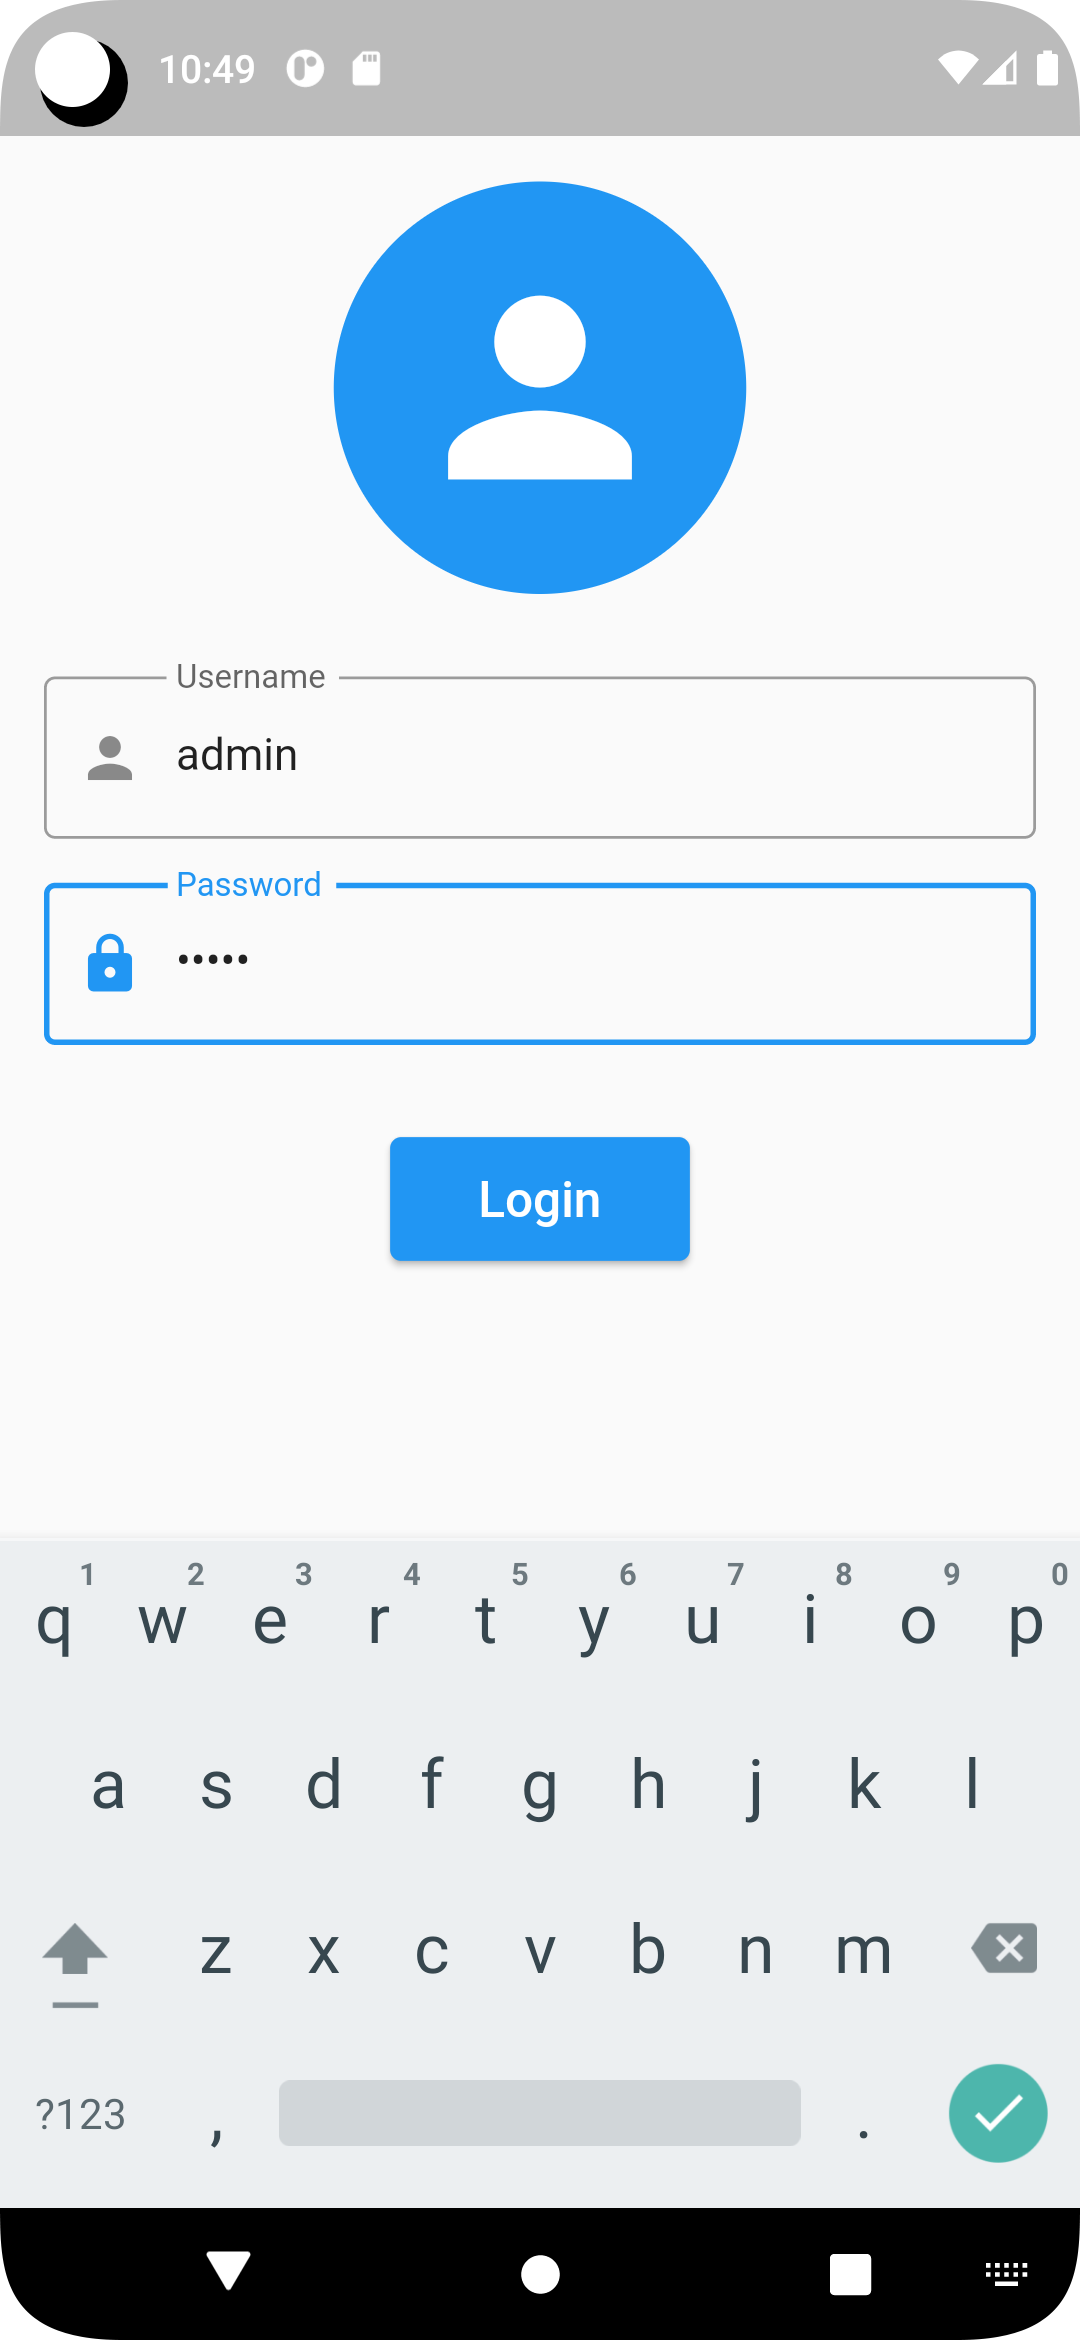 10:49
Username
admin
Password
•••••
Login
1 2 3 4 5 6 7 8 9 0
q w e r t y u i o p
a s d f g h j k l
z x c v b n m
?123 , .